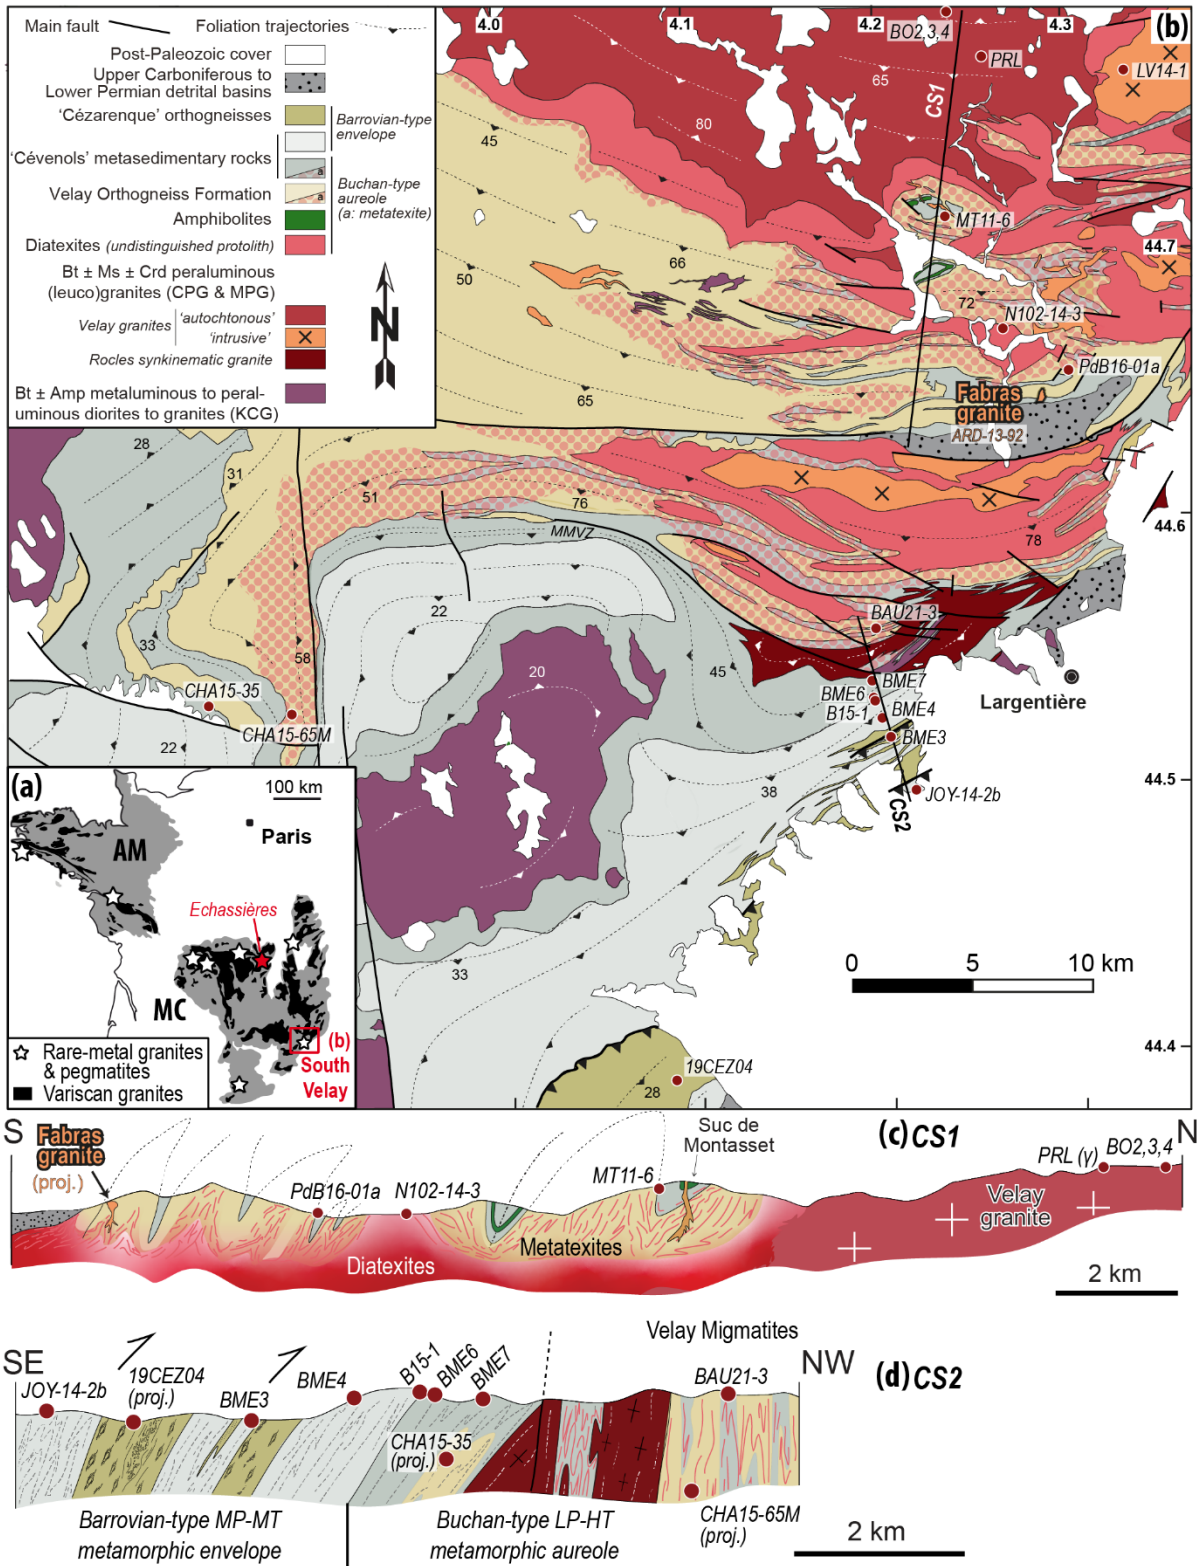 Main fault
Foliation trajectories
Post-Paleozoic cover
Upper Carboniferous to
Lower Permian detrital basins
'Cézarenque' orthogneisses
Barrovian-type
envelope
'Cévenols' metasedimentary rocks
a
Velay Orthogneiss Formation
a
Buchan-type
aureole
(a: metatexite)
Amphibolites
Diatexites (undistinguished protolith)
Bt ± Ms ± Crd peraluminous
(leuco)granites (CPG & MPG)
Velay granites
'autochtonous'
'intrusive'
Rocles synkinematic granite
Bt ± Amp metaluminous to peral-
uminous diorites to granites (KCG)
N
(b)
4.0
4.1
4.2
4.3
BO2,3,4
PRL
LV14-1
65
CS1
80
45
MT11-6
44.7
66
50
72
N102-14-3
PdB16-01a
65
Fabras
granite
ARD-13-92
28
31
51
76
44.6
MMVZ
78
22
BAU21-3
33
58
20
45
BME7
BME6
B15-1
BME4
BME3
Largentière
CHA15-35
CHA15-65M
22
38
JOY-14-2b
44.5
CS2
33
0 5 10 km
44.4
19CEZ04
28
(a)
100 km
Paris
AM
Echassières
MC
(b)
South
Velay
Rare-metal granites
& pegmatites
Variscan granites
S
(c) CS1
N
Fabras
granite
(proj.)
PdB16-01a
N102-14-3
MT11-6
Suc de
Montasset
PRL (γ)
BO2,3,4
Velay
granite
Metatexites
Diatexites
2 km
SE
NW
(d) CS2
Velay Migmatites
JOY-14-2b
19CEZ04
(proj.)
BME3
BME4
B15-1
BME6
BME7
BAU21-3
CHA15-35
(proj.)
CHA15-65M
(proj.)
Barrovian-type MP-MT
metamorphic envelope
Buchan-type LP-HT
metamorphic aureole
2 km